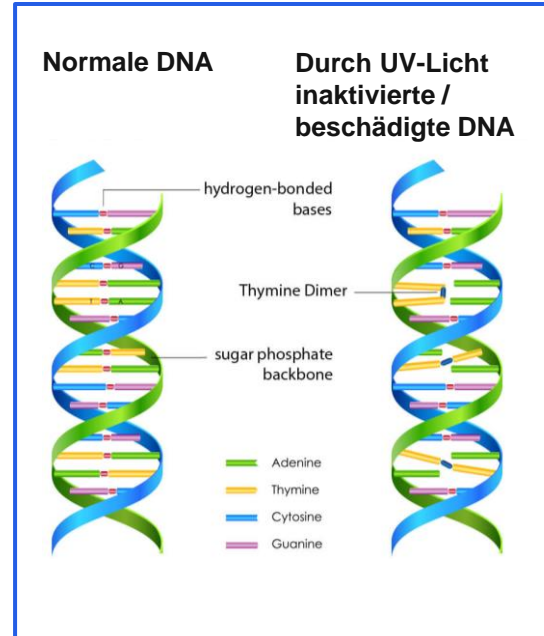 Normale DNA
Durch UV-Licht
inaktivierte /
beschädigte DNA
hydrogen-bonded
bases
C G
Thymine Dimer
T A
sugar phosphate
backbone
Adenine
Thymine
Cytosine
Guanine